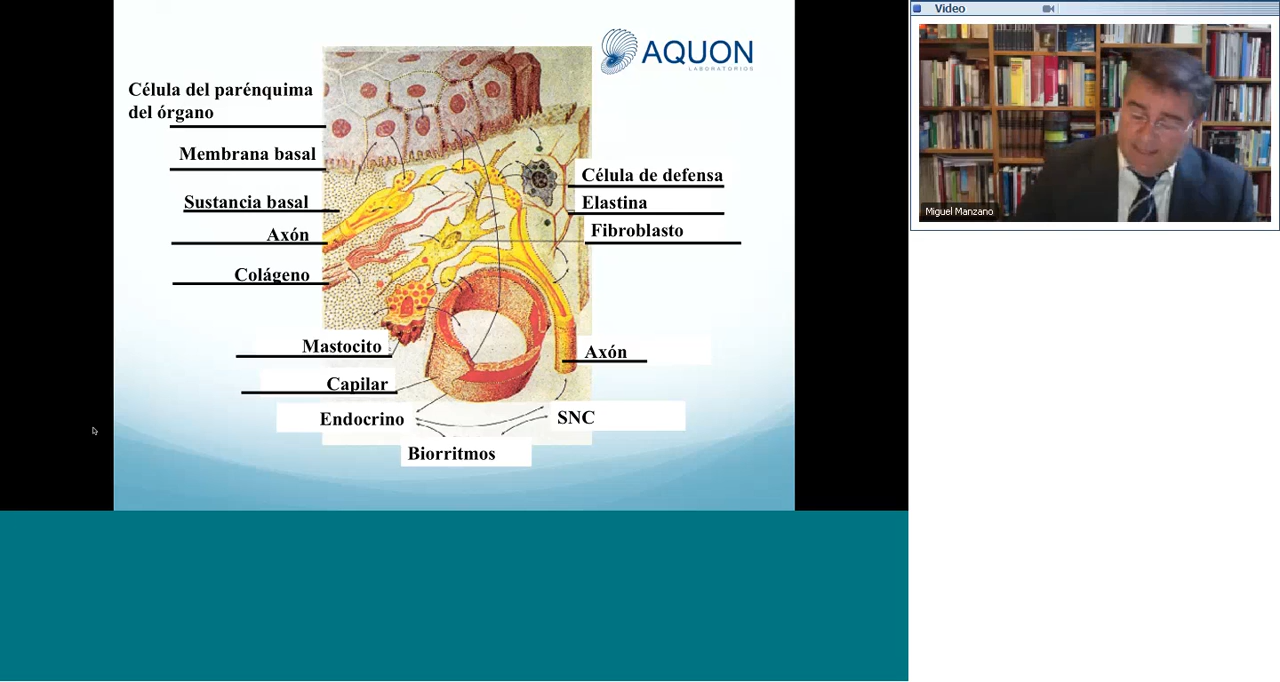 Video
AQUON
LABORATORIOS
Célula del parénquima
del órgano
Membrana basal
Sustancia basal
Axón
Colágeno
Mastocito
Capilar
Endocrino
Biorritmos
SNC
Axón
Célula de defensa
Elastina
Fibroblasto
Miguel Manzano